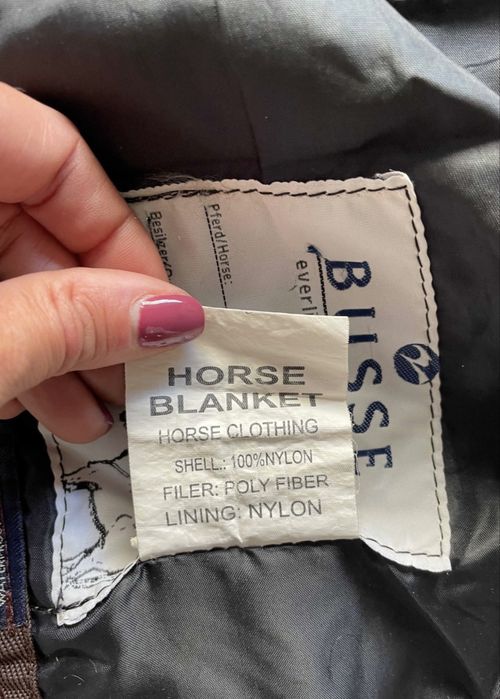 HORSE
BLANKET
HORSE CLOTHING
SHELL.: 100%NYLON
FILER: POLY FIBER
LINING: NYLON
BUSSE
Pferd/Horse: